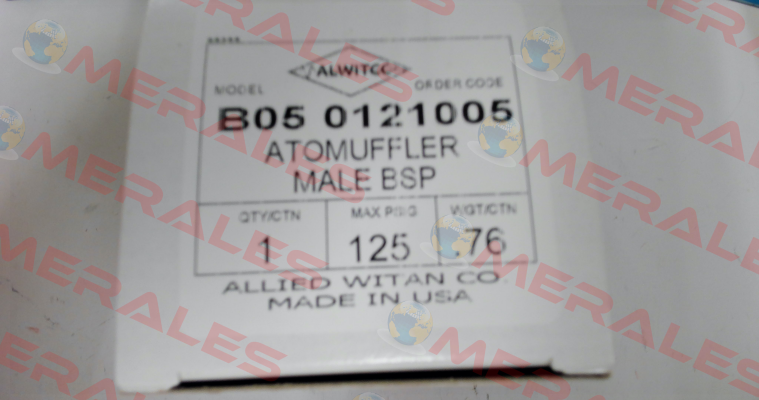 ALWITCO
MODEL ORDER CODE
B05 0121005
ATOMUFFLER
MALE BSP
QTY/CTN MAX PSIG WGT/CTN
1 125 .76
ALLIED WITAN CO.
MADE IN USA
MERALES
MERALES
MERALES
MERALES
MERALES
MERALES